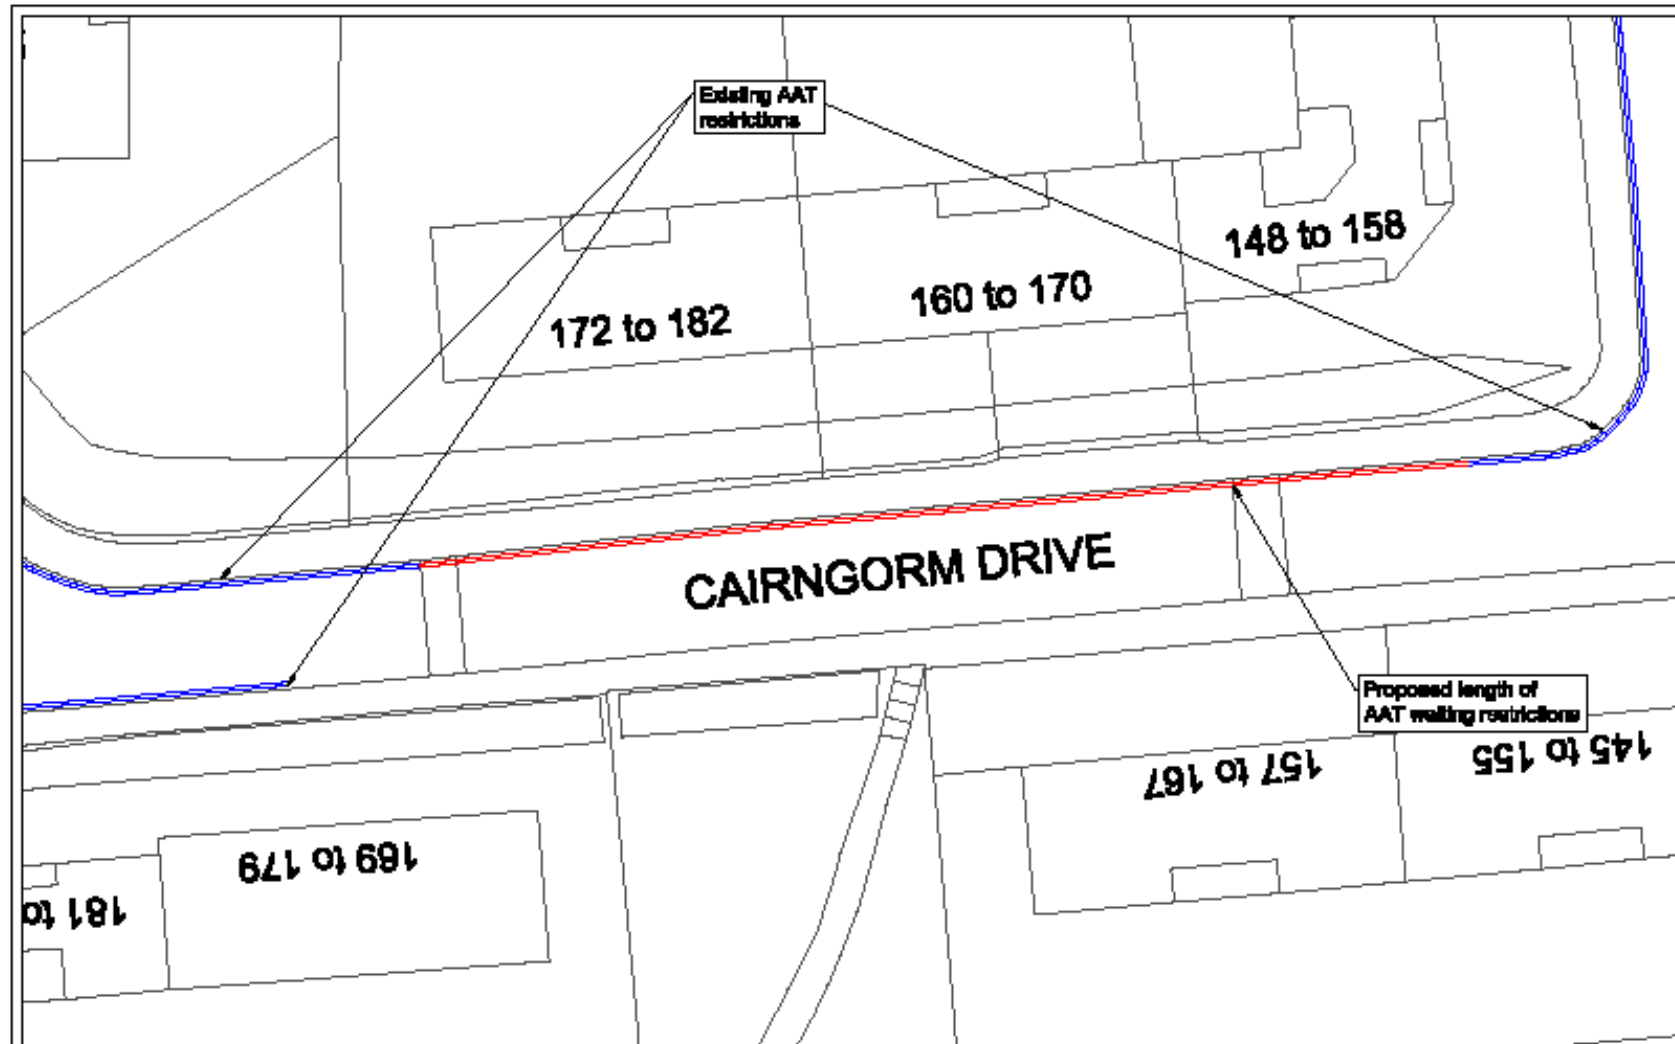 Existing AAT
restrictions
148 to 158
160 to 170
172 to 182
CAIRNGORM DRIVE
Proposed length of
AAT waiting restrictions
145 to 155
157 to 167
169 to 179
181 to